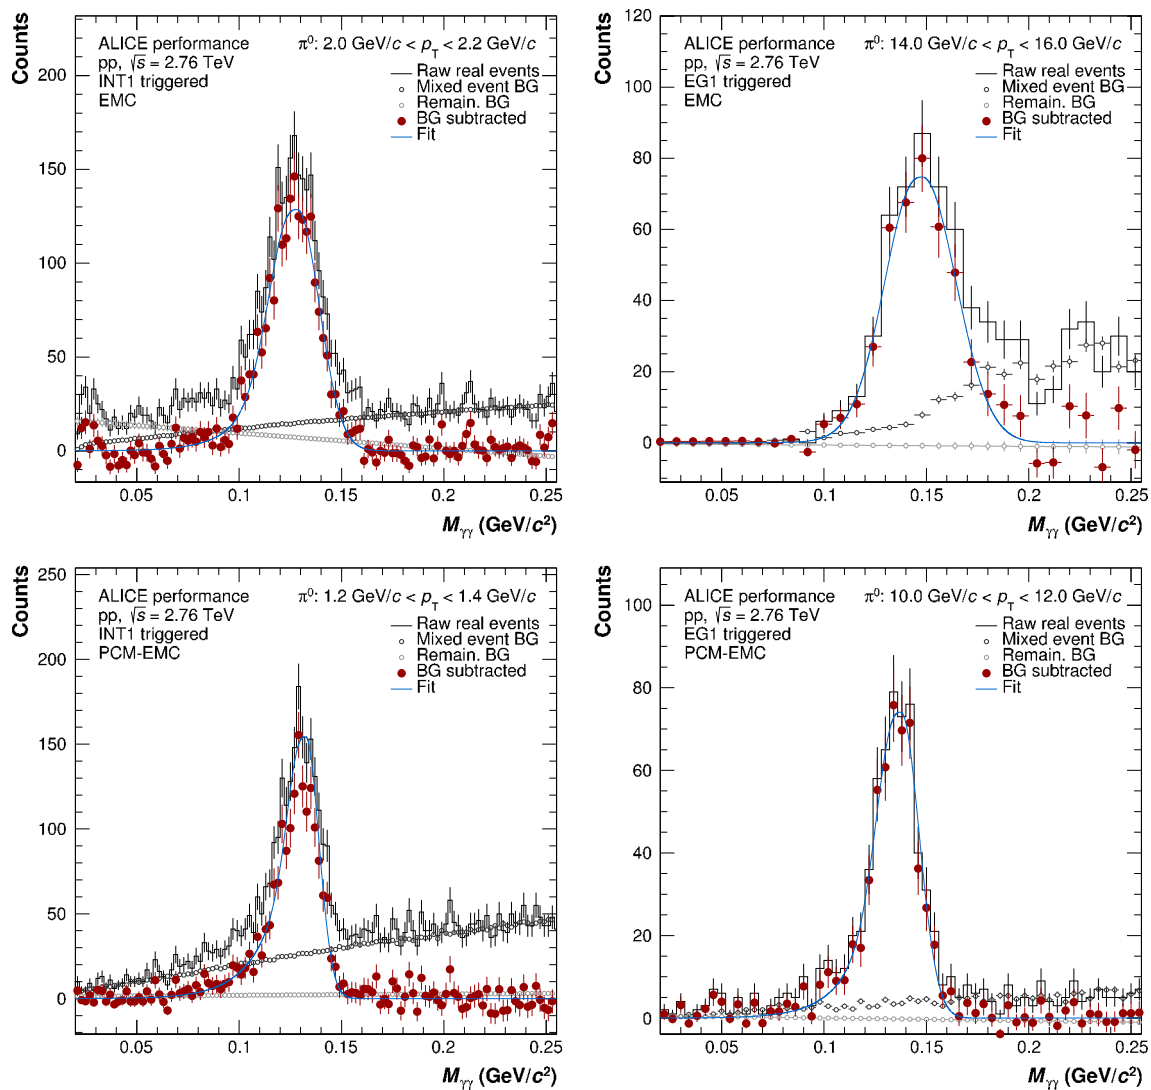 Counts
ALICE performance
pp, √s = 2.76 TeV
INT1 triggered
EMC
π⁰: 2.0 GeV/c < p_T < 2.2 GeV/c
Raw real events
Mixed event BG
Remain. BG
BG subtracted
Fit
200
150
100
50
0
0.05 0.1 0.15 0.2 0.25
M_γγ (GeV/c²)
Counts
ALICE performance
pp, √s = 2.76 TeV
EG1 triggered
EMC
π⁰: 14.0 GeV/c < p_T < 16.0 GeV/c
Raw real events
Mixed event BG
Remain. BG
BG subtracted
Fit
120
100
80
60
40
20
0
0.05 0.1 0.15 0.2 0.25
M_γγ (GeV/c²)
Counts
ALICE performance
pp, √s = 2.76 TeV
INT1 triggered
PCM-EMC
π⁰: 1.2 GeV/c < p_T < 1.4 GeV/c
Raw real events
Mixed event BG
Remain. BG
BG subtracted
Fit
250
200
150
100
50
0
0.05 0.1 0.15 0.2 0.25
M_γγ (GeV/c²)
Counts
ALICE performance
pp, √s = 2.76 TeV
EG1 triggered
PCM-EMC
π⁰: 10.0 GeV/c < p_T < 12.0 GeV/c
Raw real events
Mixed event BG
Remain. BG
BG subtracted
Fit
100
80
60
40
20
0
0.05 0.1 0.15 0.2 0.25
M_γγ (GeV/c²)